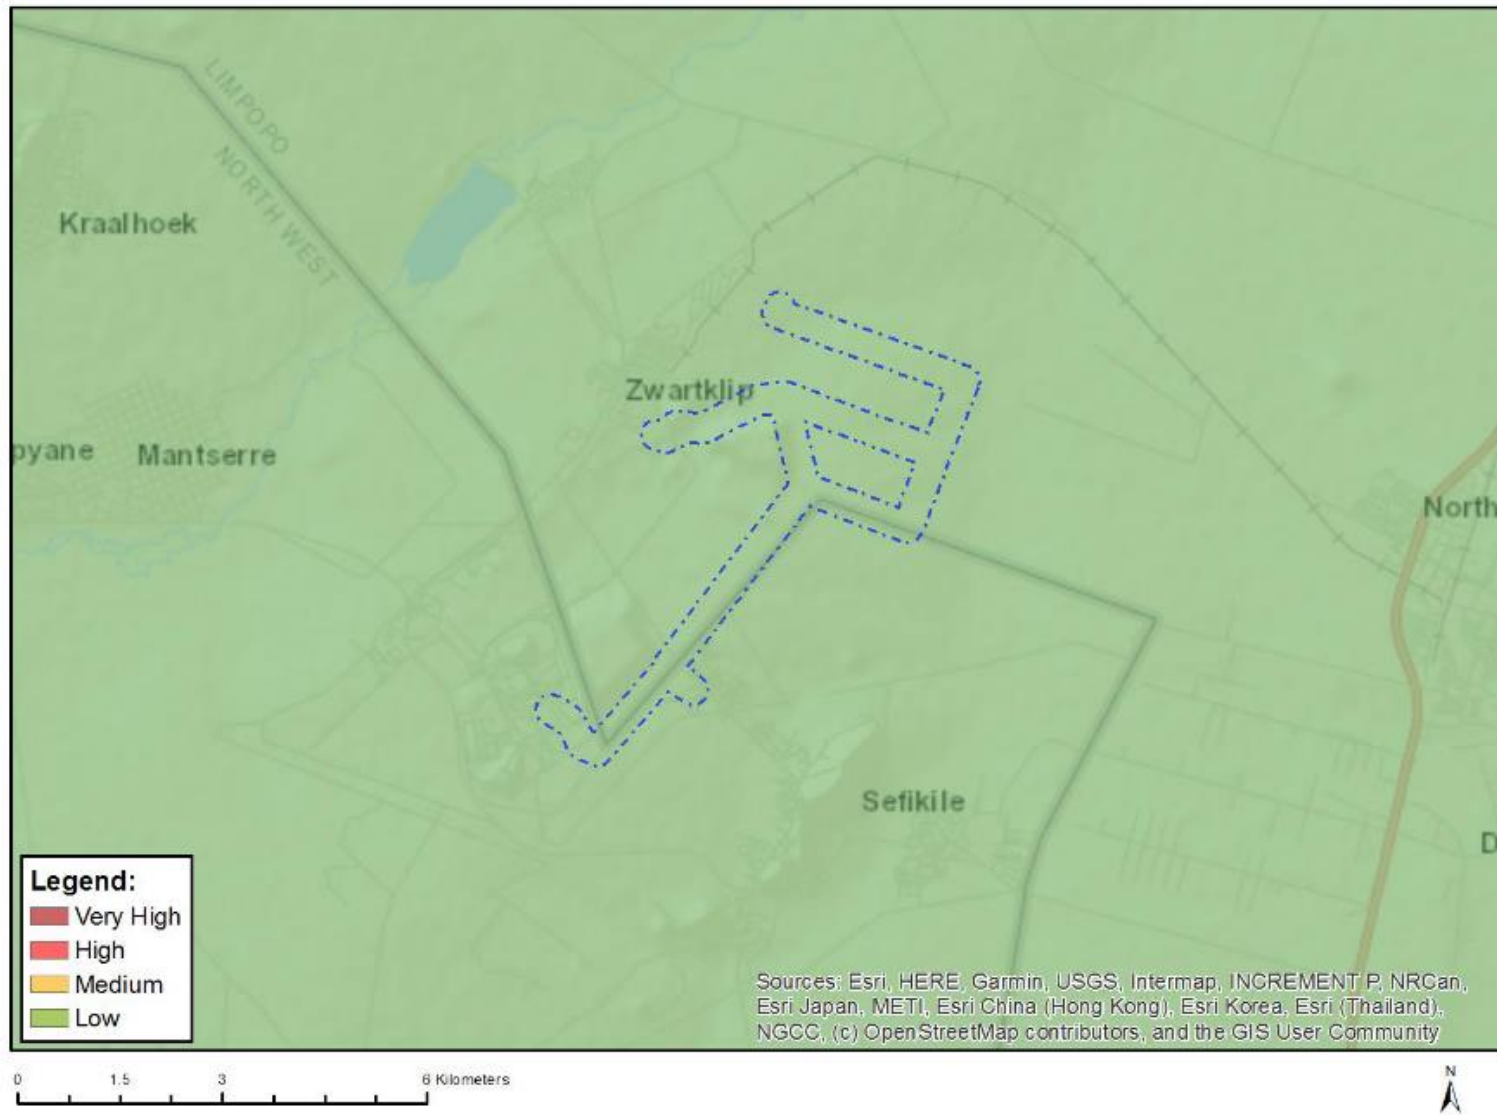 LIMPOPO
NORTH WEST
Kraalhoek
Zwartklip
pyane
Mantserre
North
Sefikile
D
Legend:
Very High
High
Medium
Low
Sources: Esri, HERE, Garmin, USGS, Intermap, INCREMENT P, NRCan,
Esri Japan, METI, Esri China (Hong Kong), Esri Korea, Esri (Thailand),
NGCC, (c) OpenStreetMap contributors, and the GIS User Community
0 1.5 3 6 Kilometers
N